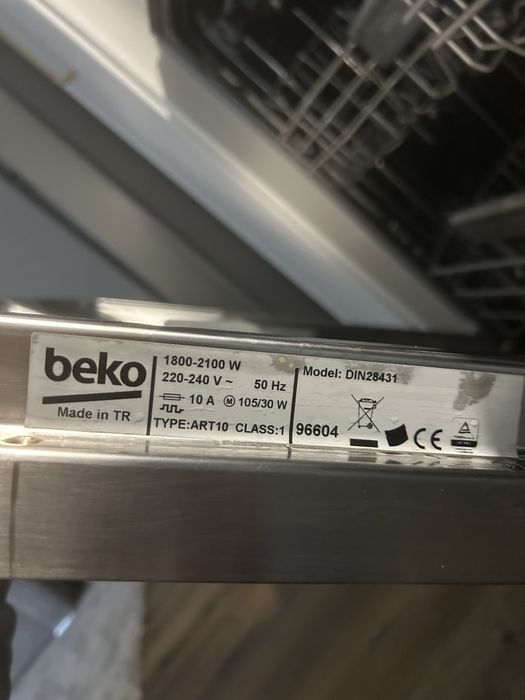 beko
Made in TR
1800-2100 W
220-240 V ~ 50 Hz
10 A M 105/30 W
TYPE:ART10 CLASS:1
Model: DIN28431
96604
CE